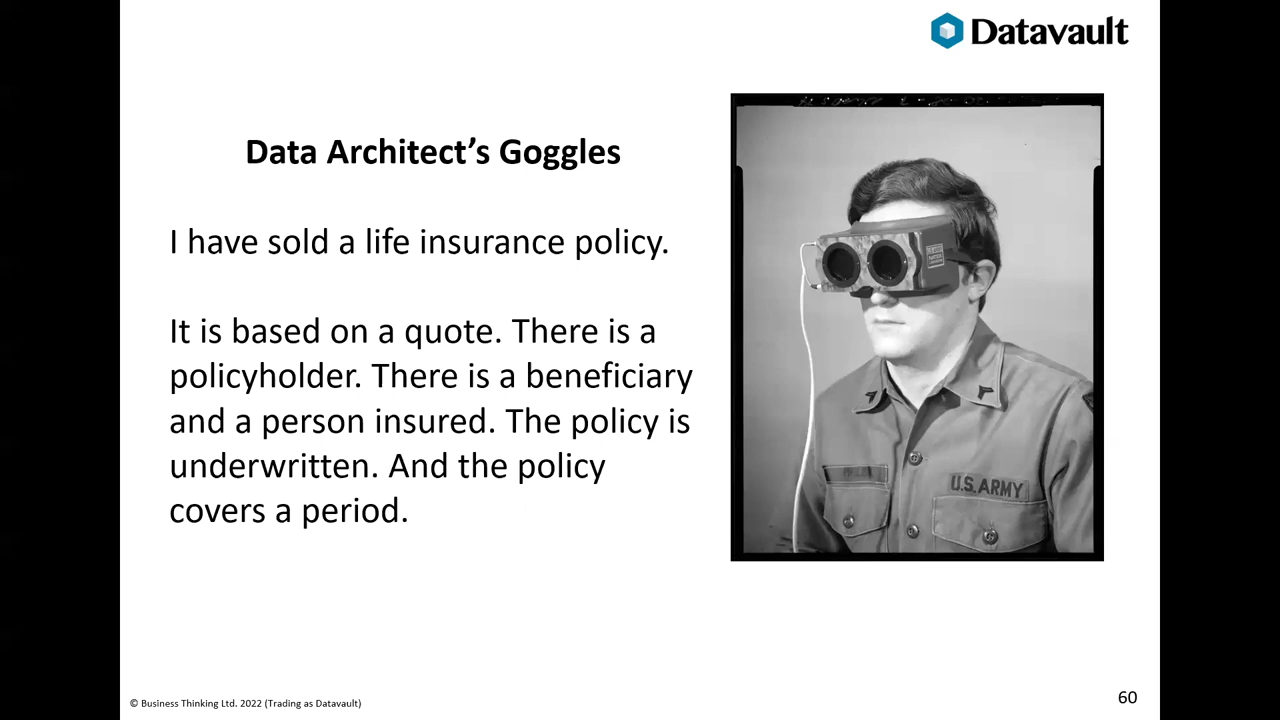 Datavault
Data Architect’s Goggles
I have sold a life insurance policy.
It is based on a quote. There is a
policyholder. There is a beneficiary
and a person insured. The policy is
underwritten. And the policy
covers a period.
U.S. ARMY
© Business Thinking Ltd. 2022 (Trading as Datavault)
60